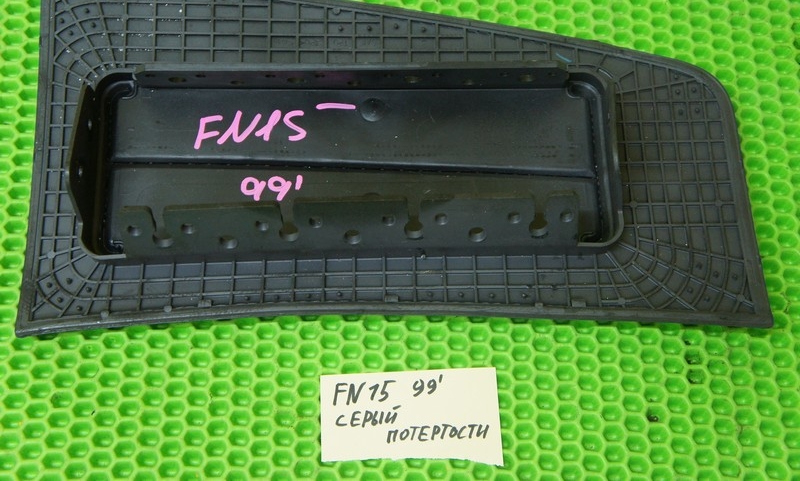 FN15 –
99'
FN15 99'
СЕРЫЙ
ПОТЕРТОСТИ